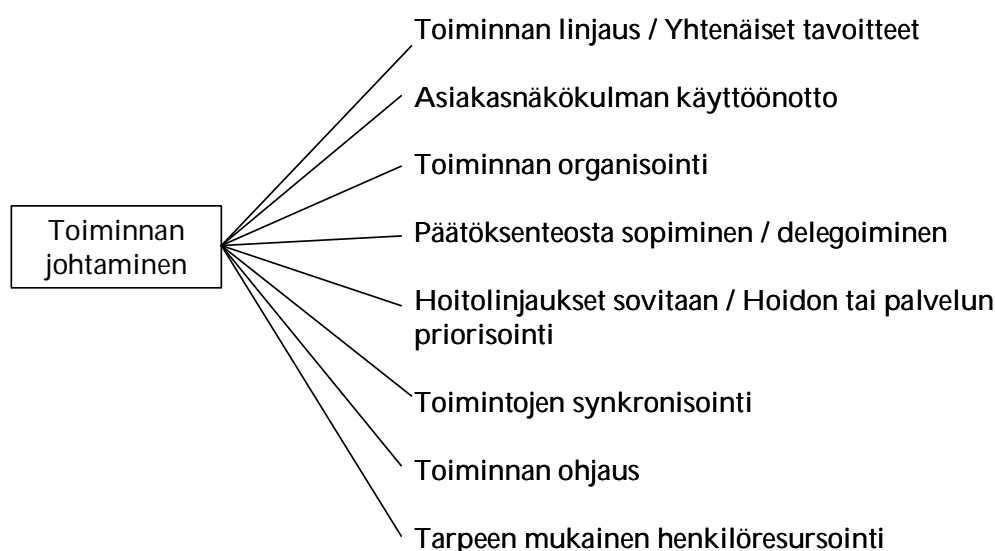 Toiminnan linjaus / Yhtenäiset tavoitteet
Asiakasnäkökulman käyttöönotto
Toiminnan organisointi
Toiminnan
johtaminen
Päätöksenteosta sopiminen / delegoiminen
Hoitolinjaukset sovitaan / Hoidon tai palvelun
priorisointi
Toimintojen synkronisointi
Toiminnan ohjaus
Tarpeen mukainen henkilöresursointi